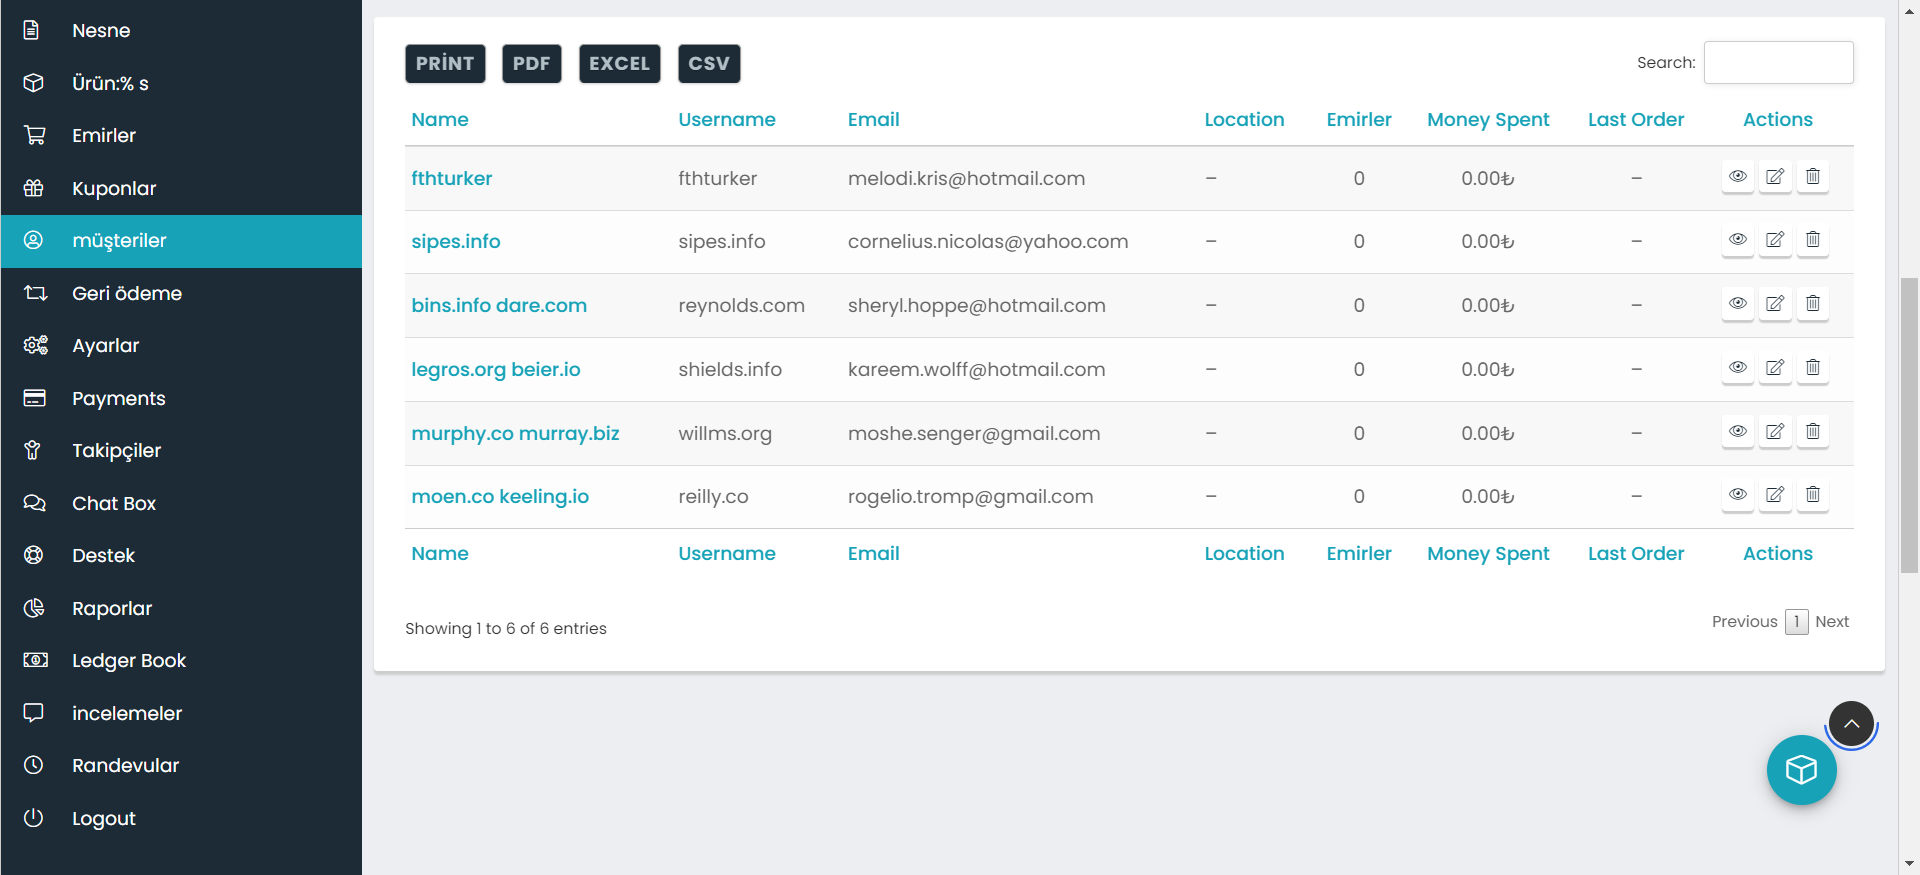 Nesne
Ürün:% s
Emirler
Kuponlar
müşteriler
Geri ödeme
Ayarlar
Payments
Takipçiler
Chat Box
Destek
Raporlar
Ledger Book
incelemeler
Randevular
Logout
PRİNT PDF EXCEL CSV Search:
Name Username Email Location Emirler Money Spent Last Order Actions
fthturker fthturker melodi.kris@hotmail.com – 0 0.00₺ –
sipes.info sipes.info cornelius.nicolas@yahoo.com – 0 0.00₺ –
bins.info dare.com reynolds.com sheryl.hoppe@hotmail.com – 0 0.00₺ –
legros.org beier.io shields.info kareem.wolff@hotmail.com – 0 0.00₺ –
murphy.co murray.biz willms.org moshe.senger@gmail.com – 0 0.00₺ –
moen.co keeling.io reilly.co rogelio.tromp@gmail.com – 0 0.00₺ –
Name Username Email Location Emirler Money Spent Last Order Actions
Showing 1 to 6 of 6 entries Previous 1 Next